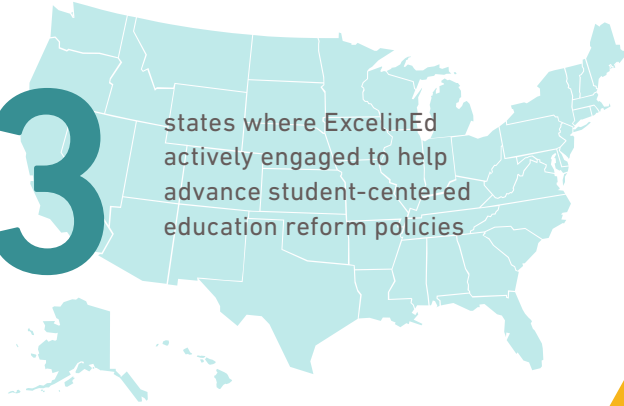 3
states where ExcelinEd
actively engaged to help
advance student-centered
education reform policies